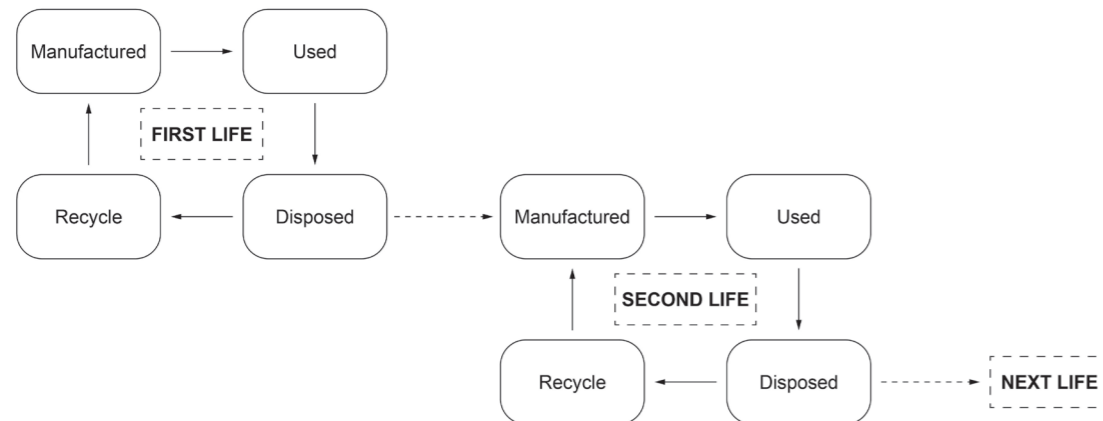 Manufactured
Used
FIRST LIFE
Recycle
Disposed
Manufactured
Used
SECOND LIFE
Recycle
Disposed
NEXT LIFE